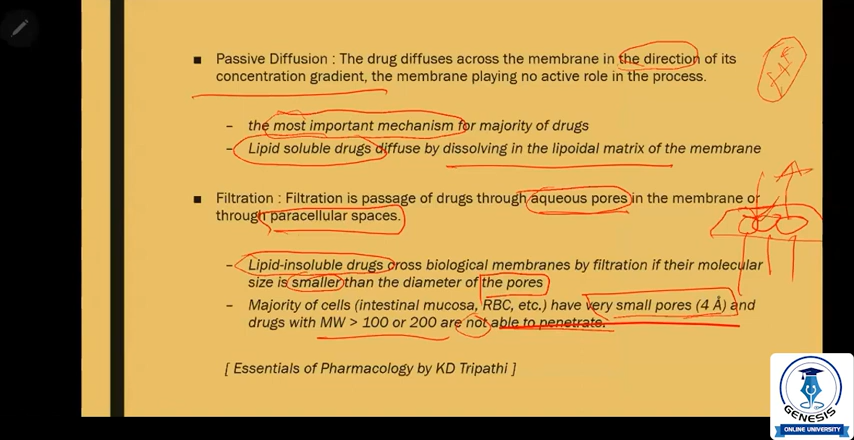 ▪ Passive Diffusion : The drug diffuses across the membrane in the direction of its
concentration gradient, the membrane playing no active role in the process.
– the most important mechanism for majority of drugs
– Lipid soluble drugs diffuse by dissolving in the lipoidal matrix of the membrane
▪ Filtration : Filtration is passage of drugs through aqueous pores in the membrane or
through paracellular spaces.
– Lipid-insoluble drugs cross biological membranes by filtration if their molecular
size is smaller than the diameter of the pores
– Majority of cells (intestinal mucosa, RBC, etc.) have very small pores (4 Å) and
drugs with MW > 100 or 200 are not able to penetrate.
[ Essentials of Pharmacology by KD Tripathi ]
GENESIS
ONLINE UNIVERSITY